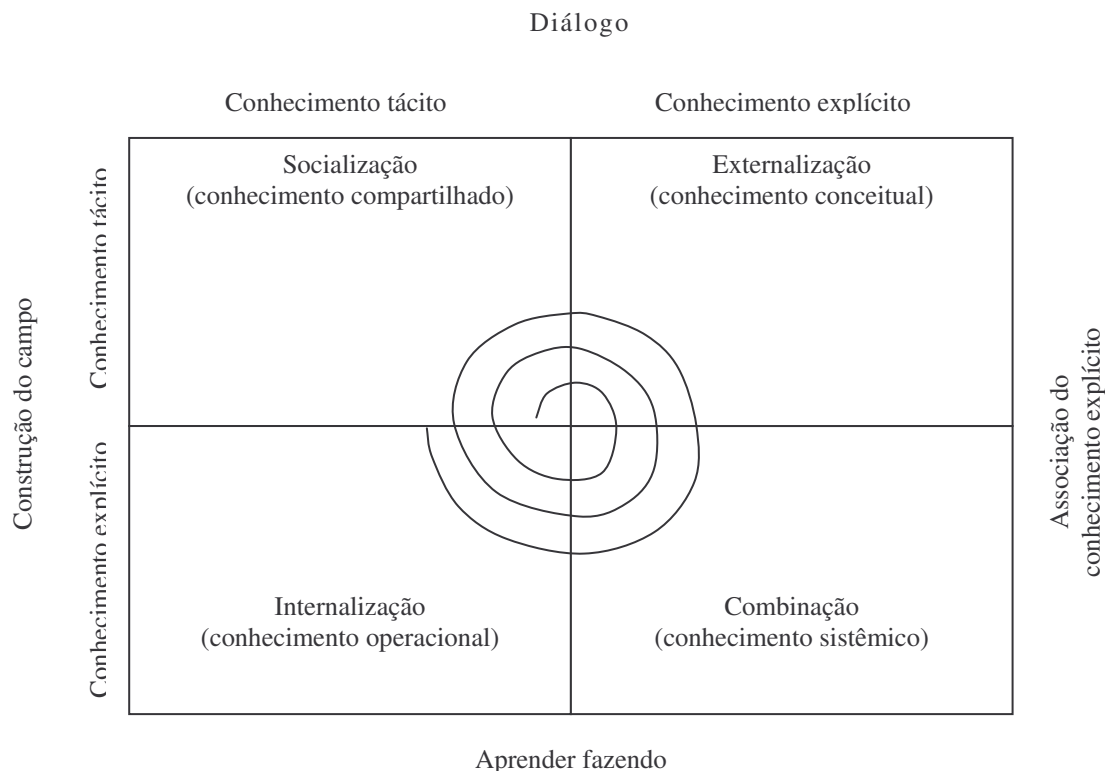 Diálogo
Conhecimento tácito
Conhecimento explícito
Socialização
(conhecimento compartilhado)
Externalização
(conhecimento conceitual)
Construção do campo
Conhecimento tácito
Conhecimento explícito
Associação do
conhecimento explícito
Internalização
(conhecimento operacional)
Combinação
(conhecimento sistêmico)
Aprender fazendo